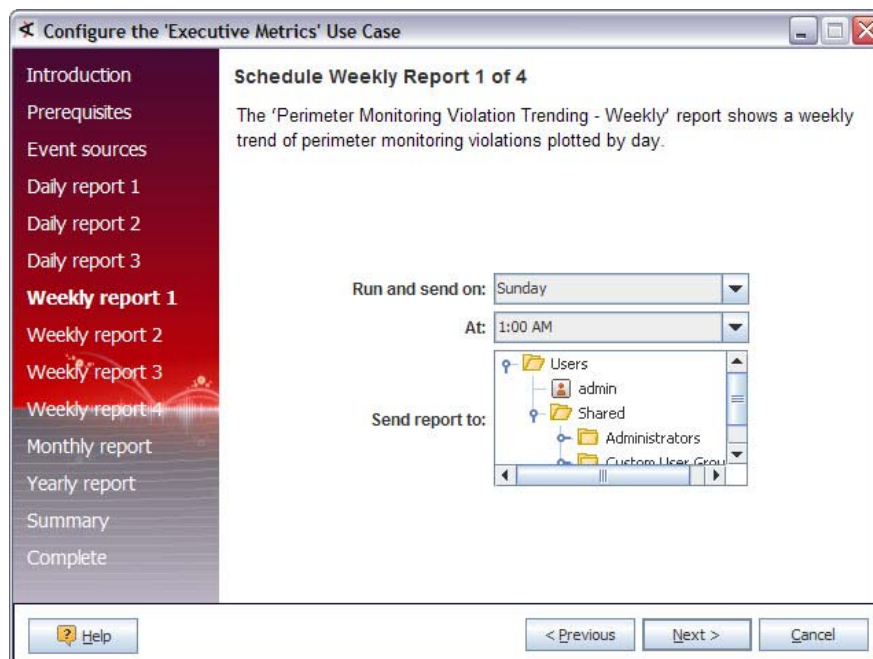 Configure the 'Executive Metrics' Use Case
Introduction
Prerequisites
Event sources
Daily report 1
Daily report 2
Daily report 3
Weekly report 1
Weekly report 2
Weekly report 3
Weekly report 4
Monthly report
Yearly report
Summary
Complete
Schedule Weekly Report 1 of 4
The 'Perimeter Monitoring Violation Trending - Weekly' report shows a weekly
trend of perimeter monitoring violations plotted by day.
Run and send on: Sunday
At: 1:00 AM
Send report to:
Users
admin
Shared
Administrators
Custom User Grou
? Help
< Previous
Next >
Cancel